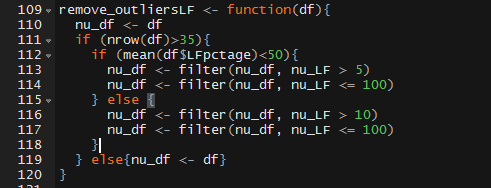 109 remove_outliersLF <- function(df){
110   nu_df <- df
111   if (nrow(df)>35){
112     if (mean(df$LFpctage)<50){
113       nu_df <- filter(nu_df, nu_LF > 5)
114       nu_df <- filter(nu_df, nu_LF <= 100)
115     } else {
116       nu_df <- filter(nu_df, nu_LF > 10)
117       nu_df <- filter(nu_df, nu_LF <= 100)
118     }
119   } else{nu_df <- df}
120 }